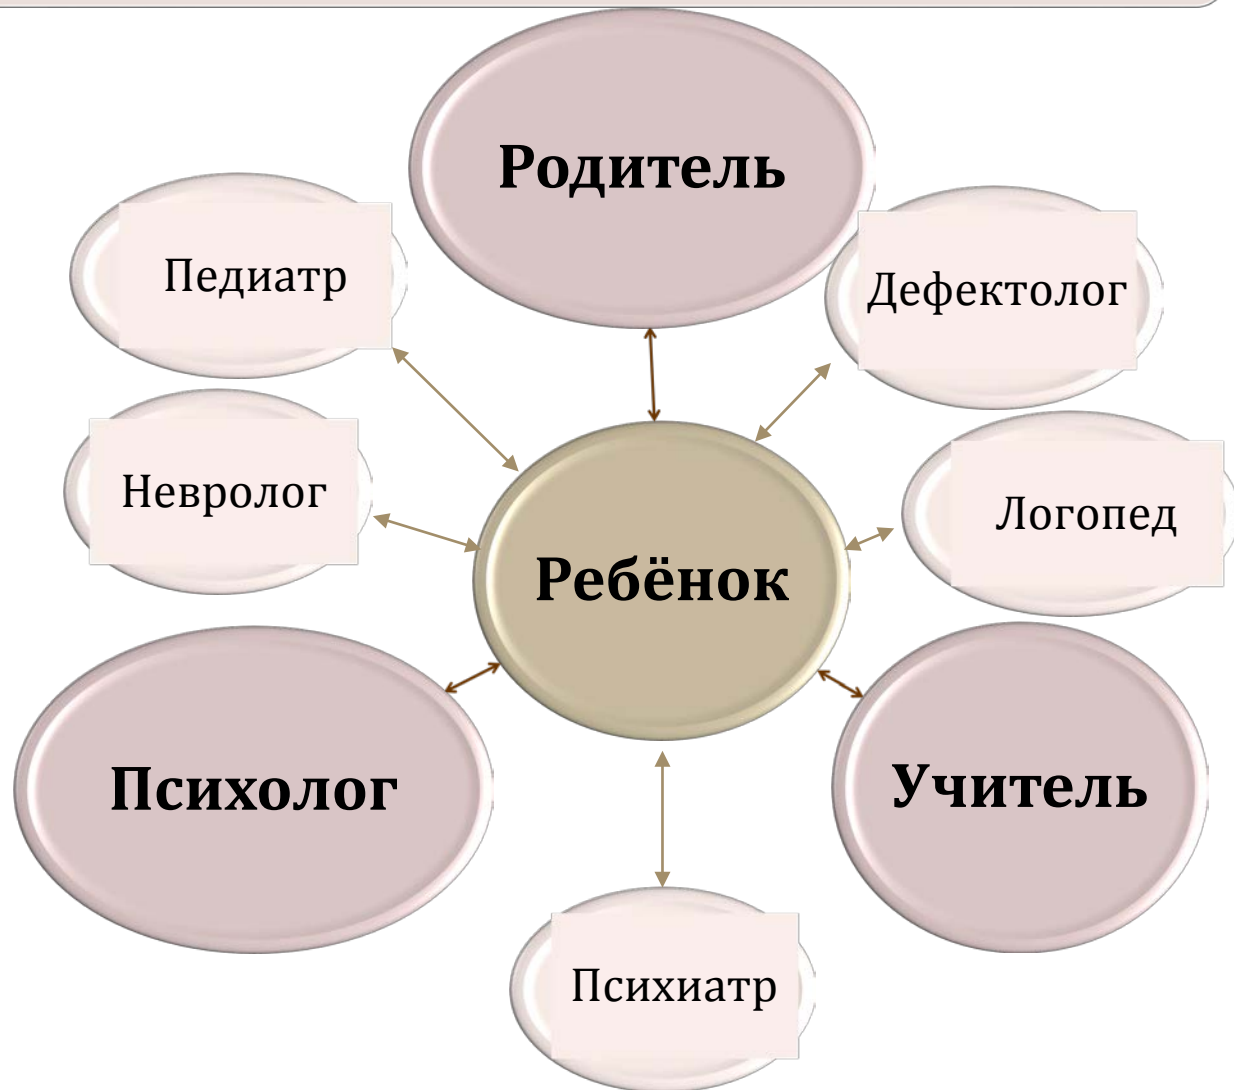 Родитель
Педиатр
Дефектолог
Невролог
Логопед
Ребёнок
Психолог
Учитель
Психиатр